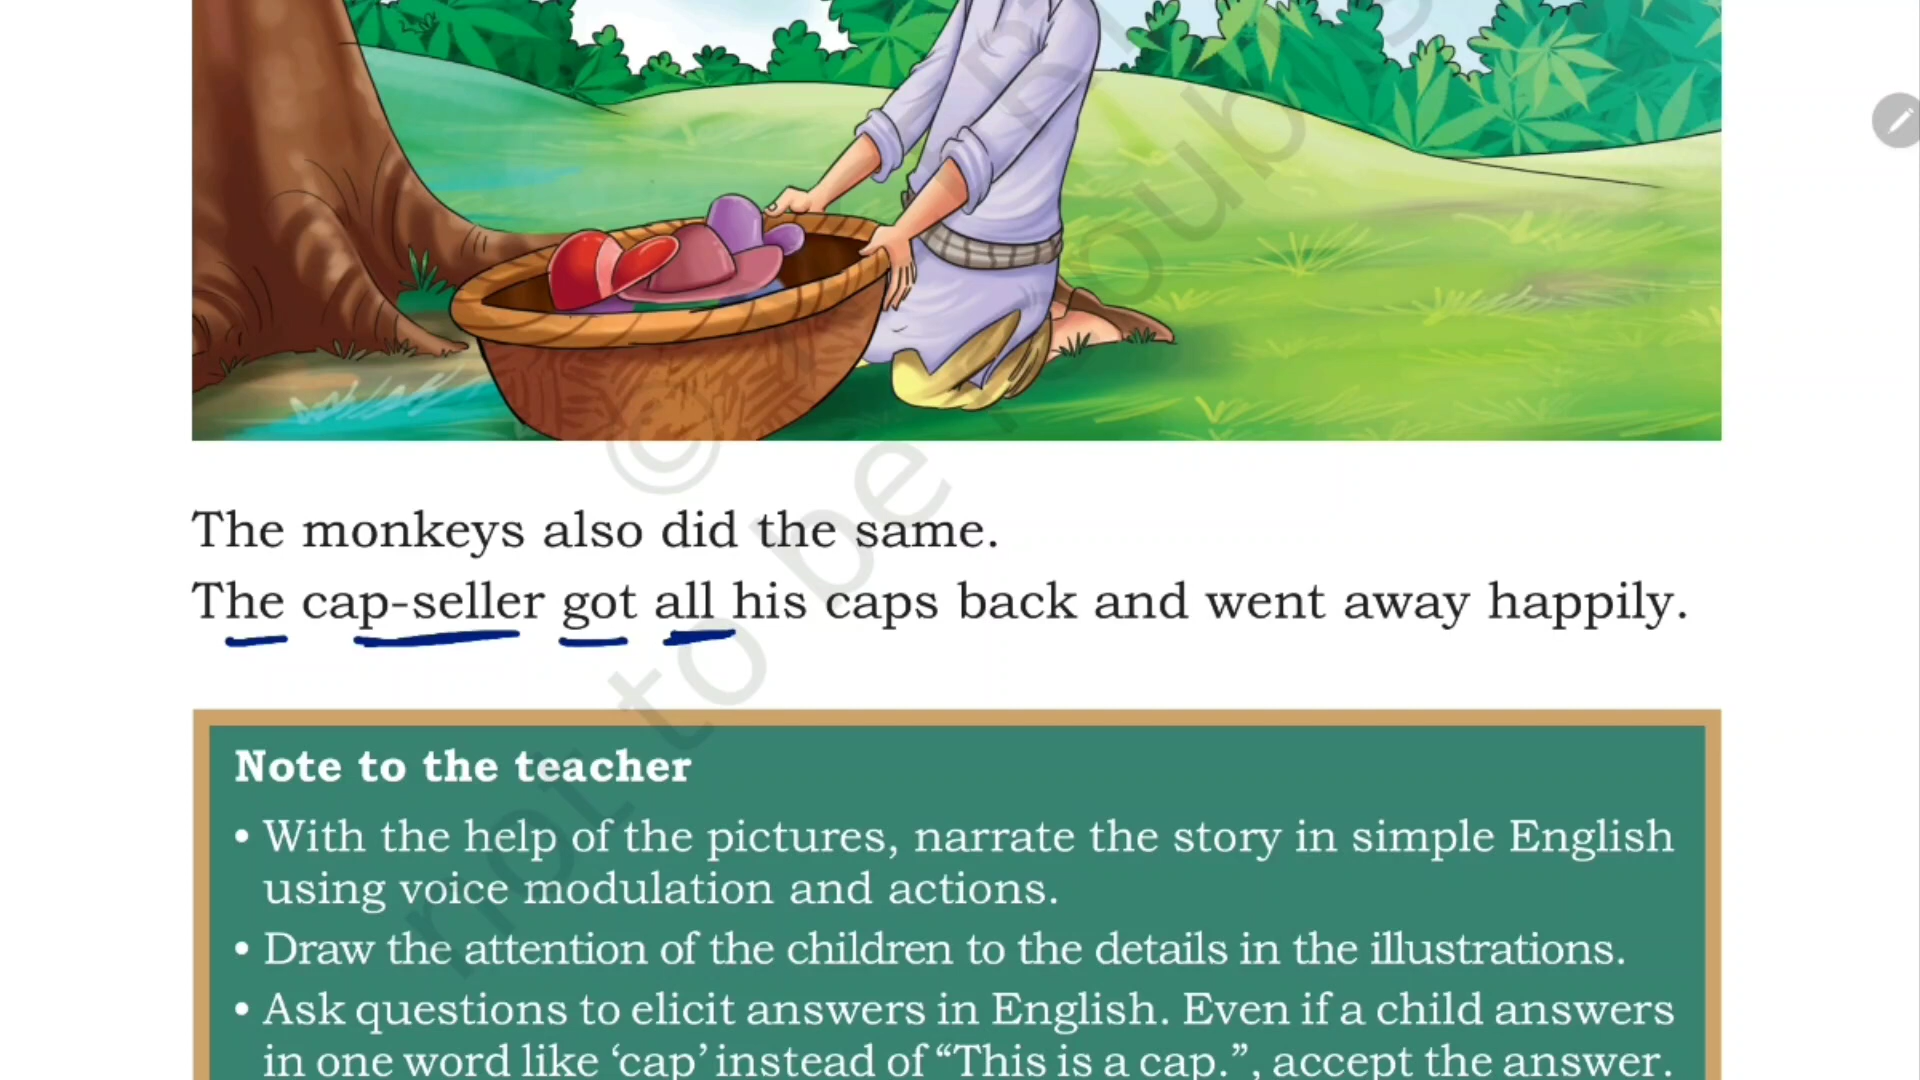 The monkeys also did the same.
The cap-seller got all his caps back and went away happily.
Note to the teacher
• With the help of the pictures, narrate the story in simple English
using voice modulation and actions.
• Draw the attention of the children to the details in the illustrations.
• Ask questions to elicit answers in English. Even if a child answers
in one word like ‘cap’ instead of “This is a cap.”, accept the answer.
© not to be